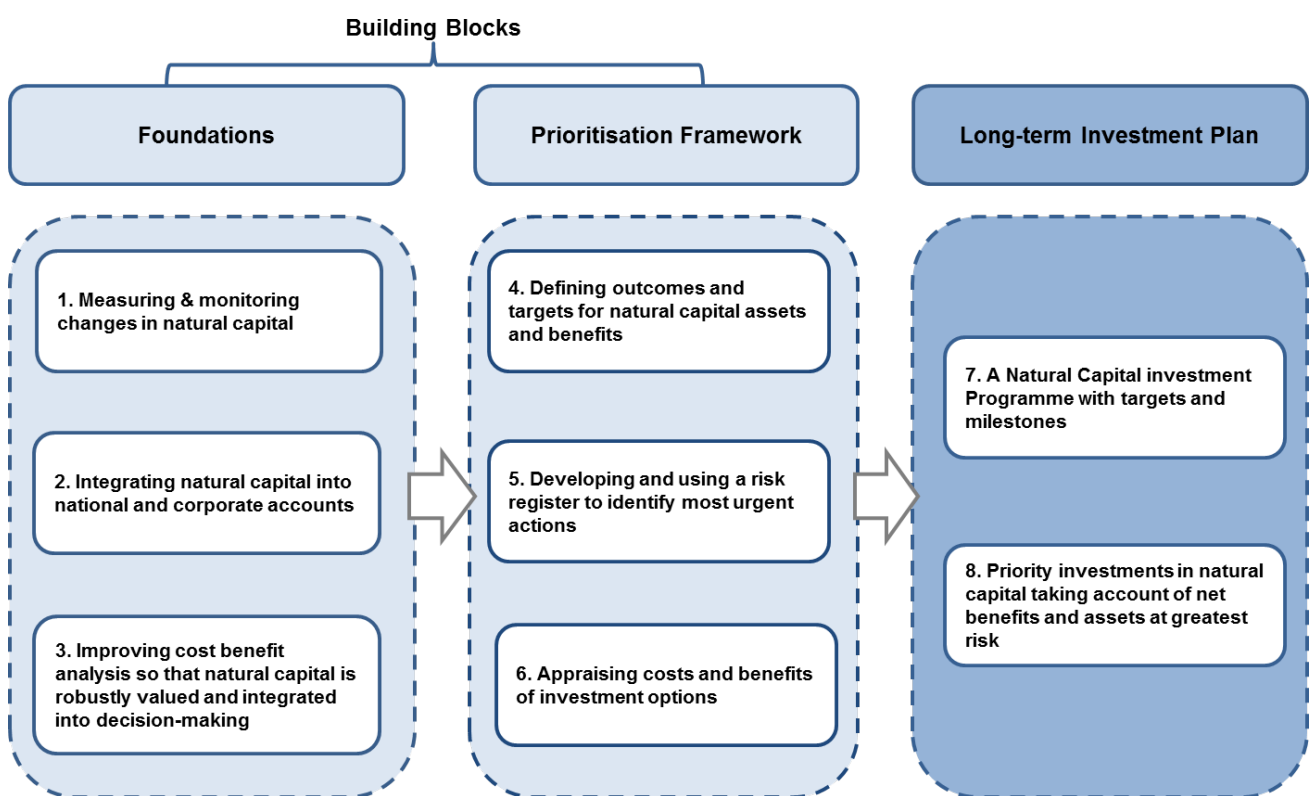 Building Blocks
Foundations
Prioritisation Framework
Long-term Investment Plan
1. Measuring & monitoring
changes in natural capital
2. Integrating natural capital into
national and corporate accounts
3. Improving cost benefit
analysis so that natural capital is
robustly valued and integrated
into decision-making
4. Defining outcomes and
targets for natural capital assets
and benefits
5. Developing and using a risk
register to identify most urgent
actions
6. Appraising costs and benefits
of investment options
7. A Natural Capital investment
Programme with targets and
milestones
8. Priority investments in natural
capital taking account of net
benefits and assets at greatest
risk